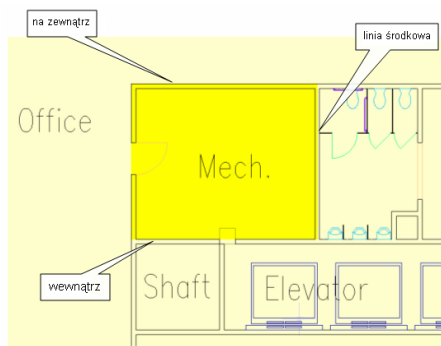 na zewnątrz
linia środkowa
Office
Mech.
wewnątrz
Shaft
Elevator